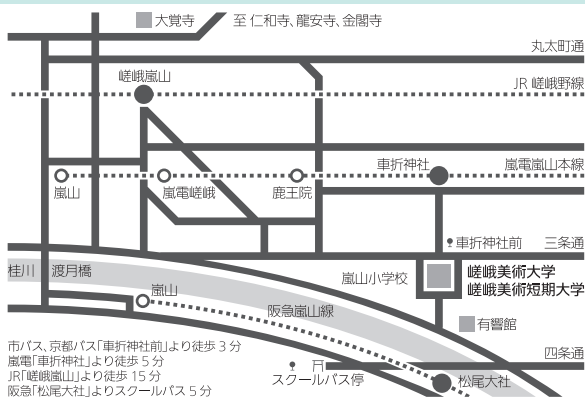 大覚寺
至 仁和寺、龍安寺、金閣寺
丸太町通
嵯峨嵐山
JR 嵯峨野線
車折神社
嵐電嵐山本線
嵐山
嵐電嵯峨
鹿王院
車折神社前
三条通
桂川
渡月橋
嵐山
嵐山小学校
嵯峨美術大学
嵯峨美術短期大学
阪急嵐山線
有響館
市バス、京都バス「車折神社前」より徒歩 3 分
嵐電「車折神社」より徒歩 5 分
JR「嵯峨嵐山」より徒歩 15 分
阪急「松尾大社」よりスクールバス 5 分
四条通
スクールバス停
松尾大社